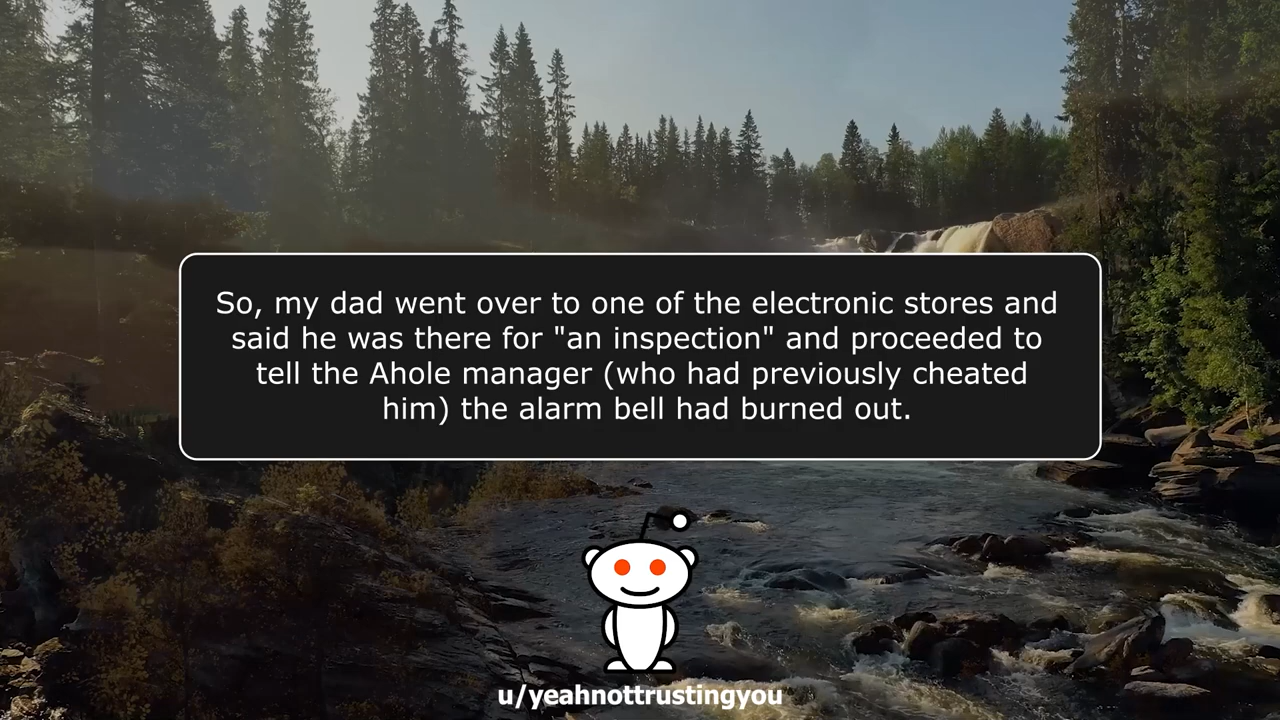 So, my dad went over to one of the electronic stores and
said he was there for "an inspection" and proceeded to
tell the Ahole manager (who had previously cheated
him) the alarm bell had burned out.
u/yeahnottrustingyou